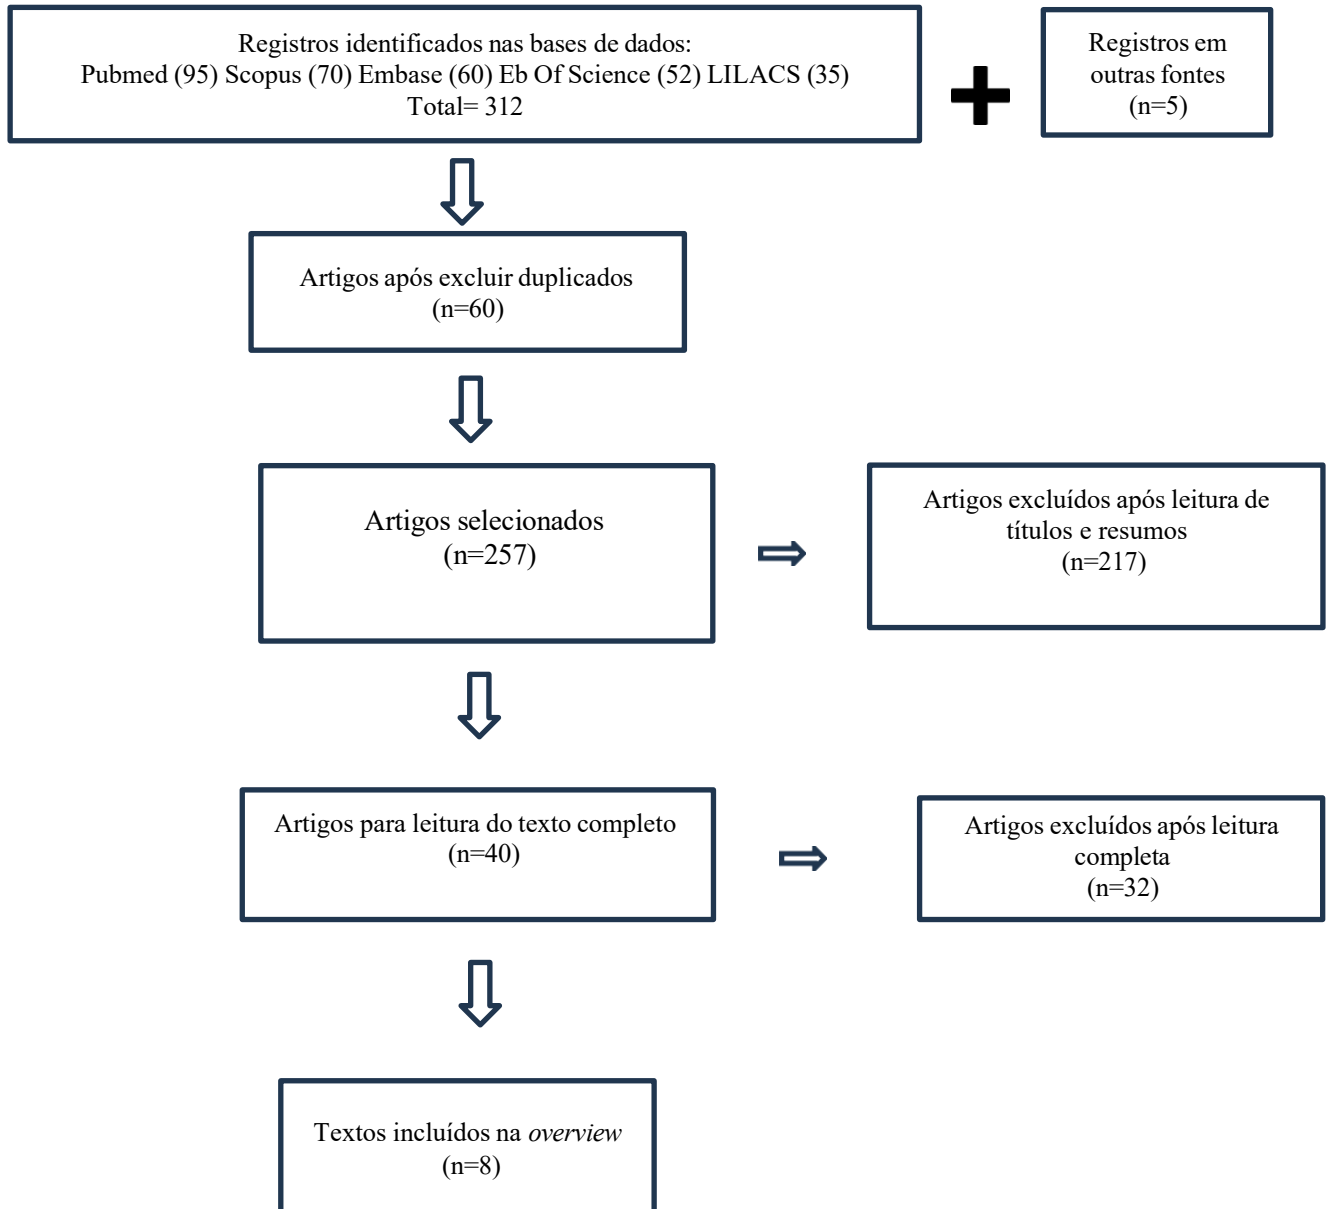 Registros identificados nas bases de dados:
Pubmed (95) Scopus (70) Embase (60) Eb Of Science (52) LILACS (35)
Total= 312
Registros em
outras fontes
(n=5)
Artigos após excluir duplicados
(n=60)
Artigos selecionados
(n=257)
Artigos excluídos após leitura de
títulos e resumos
(n=217)
Artigos para leitura do texto completo
(n=40)
Artigos excluídos após leitura
completa
(n=32)
Textos incluídos na overview
(n=8)